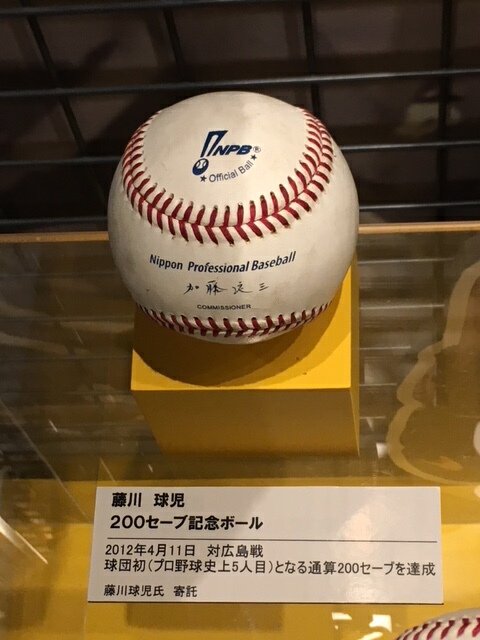 NPB®
Official Ball
Nippon Professional Baseball
加藤良三
COMMISSIONER
藤川 球児
200セーブ記念ボール
2012年4月11日 対広島戦
球団初(プロ野球史上5人目)となる通算200セーブを達成
藤川球児氏 寄託